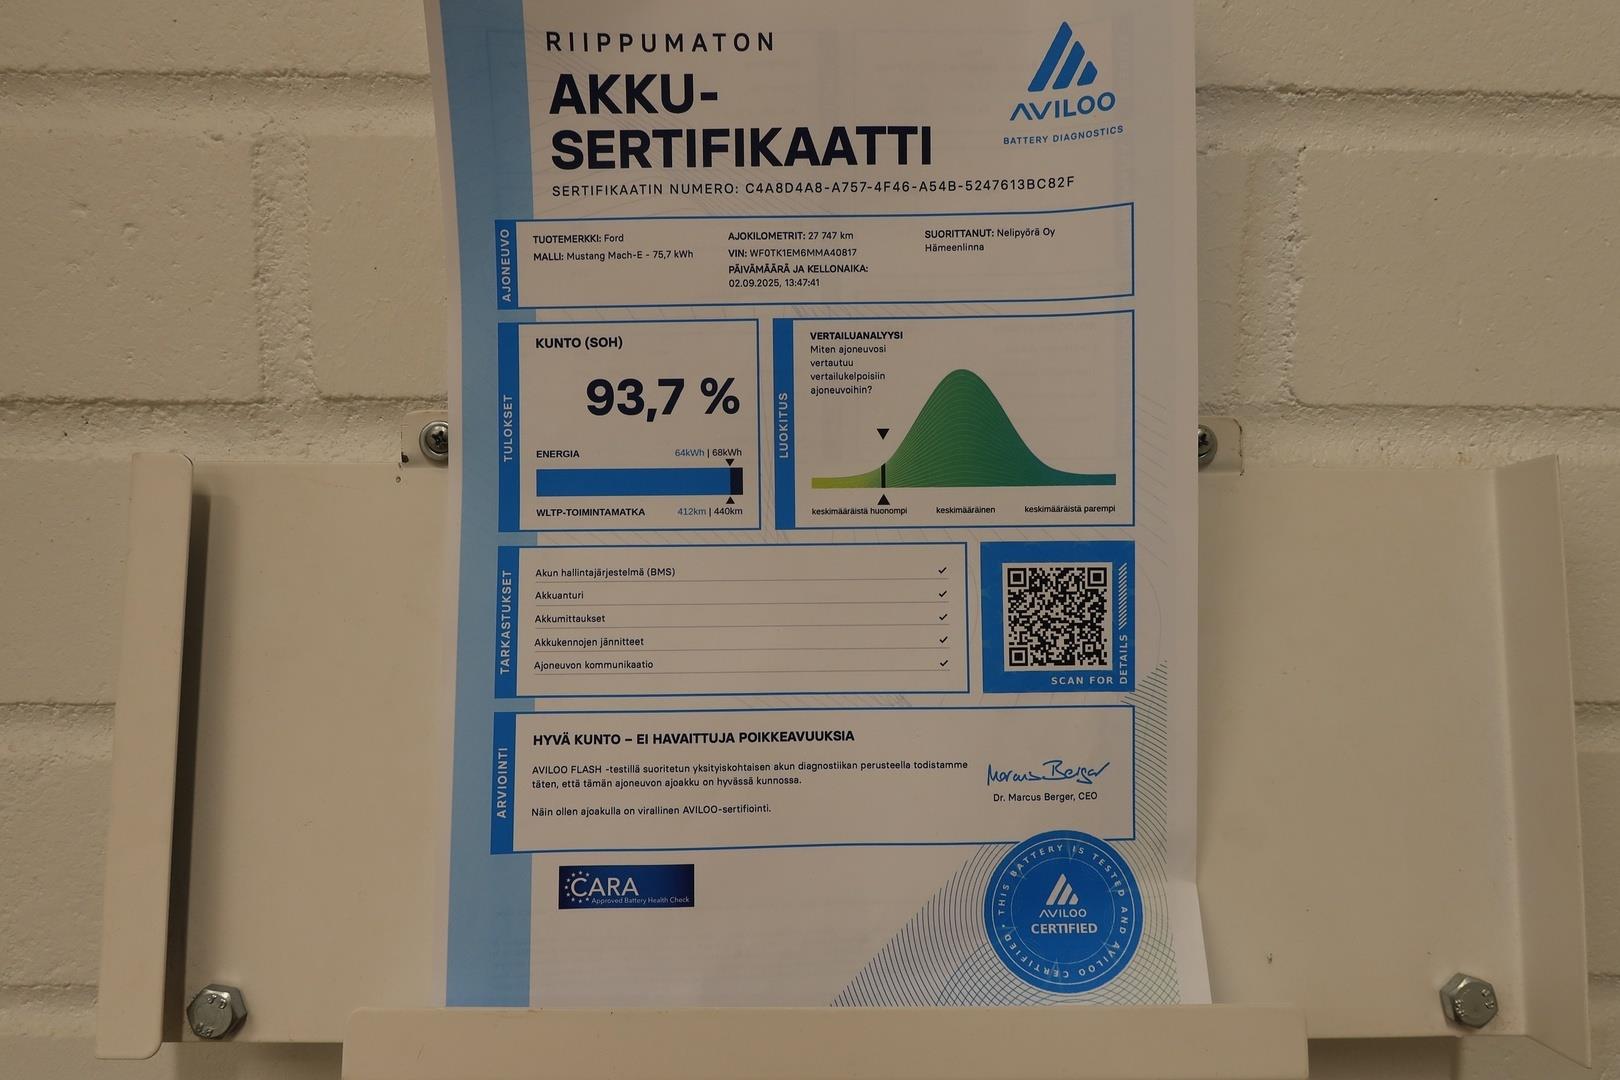 RIIPPUMATON
AKKU-
SERTIFIKAATTI
SERTIFIKAATIN NUMERO: C4A8D4A8-A757-4F46-A54B-5247613BC82F
AVILOO
BATTERY DIAGNOSTICS
AJONEUVO
TUOTEMERKKI: Ford
MALLI: Mustang Mach-E - 75,7 kWh
AJOKILOMETRIT: 27 747 km
VIN: WF0TK1EM6MMA40817
PÄIVÄMÄÄRÄ JA KELLONAIKA:
02.09.2025, 13:47:41
SUORITTANUT: Nelipyörä Oy
Hämeenlinna
TULOKSET
KUNTO (SOH)
93,7 %
ENERGIA 64kWh | 68kWh
WLTP-TOIMINTAMATKA 412km | 440km
LUOKITUS
VERTAILUANALYYSI
Miten ajoneuvosi
vertautuu
vertailukelpoisiin
ajoneuvoihin?
keskimääräistä huonompi keskimääräinen keskimääräistä parempi
TARKASTUKSET
Akun hallintajärjestelmä (BMS)
Akkuanturi
Akkumittaukset
Akkukennojen jännitteet
Ajoneuvon kommunikaatio
SCAN FOR
DETAILS
ARVIOINTI
HYVÄ KUNTO – EI HAVAITTUJA POIKKEAVUUKSIA
AVILOO FLASH -testillä suoritetun yksityiskohtaisen akun diagnostiikan perusteella todistamme
täten, että tämän ajoneuvon ajoakku on hyvässä kunnossa.
Näin ollen ajoakulla on virallinen AVILOO-sertifiointi.
Marcus Berger
Dr. Marcus Berger, CEO
CARA
Approved Battery Health Check
THIS BATTERY IS TESTED AND AVILOO CERTIFIED
AVILOO
CERTIFIED